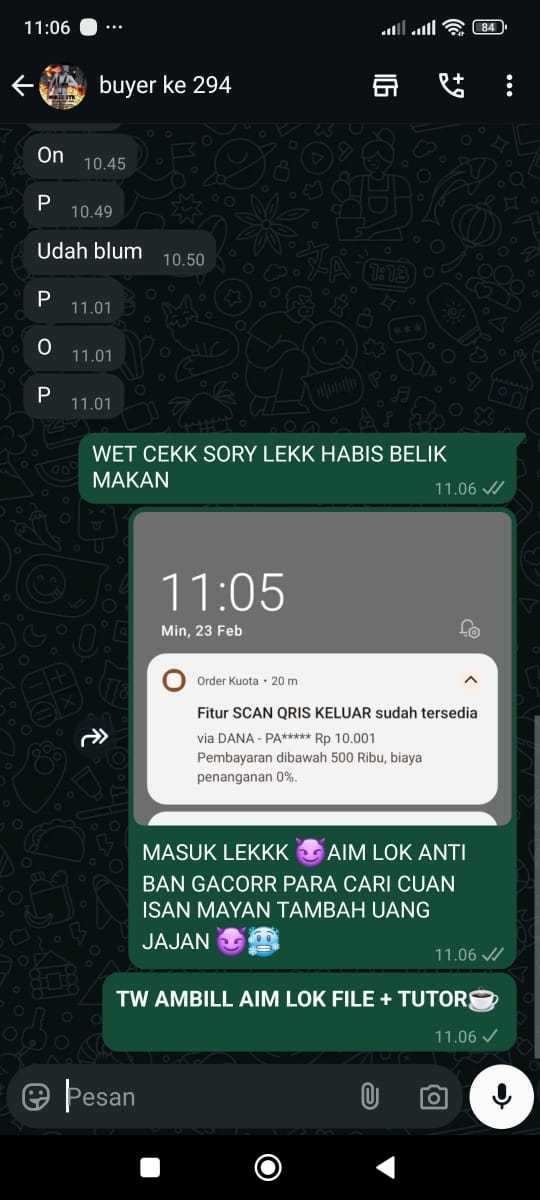 11:06
84
buyer ke 294
On 10.45
P 10.49
Udah blum 10.50
P 11.01
O 11.01
P 11.01
WET CEKK SORY LEKK HABIS BELIK
MAKAN
11.06
11:05
Min, 23 Feb
Order Kuota • 20 m
Fitur SCAN QRIS KELUAR sudah tersedia
via DANA - PA***** Rp 10.001
Pembayaran dibawah 500 Ribu, biaya
penanganan 0%.
MASUK LEKKK 😈AIM LOK ANTI
BAN GACORR PARA CARI CUAN
ISAN MAYAN TAMBAH UANG
JAJAN 😈🥶
11.06
TW AMBILL AIM LOK FILE + TUTOR☕
11.06
Pesan